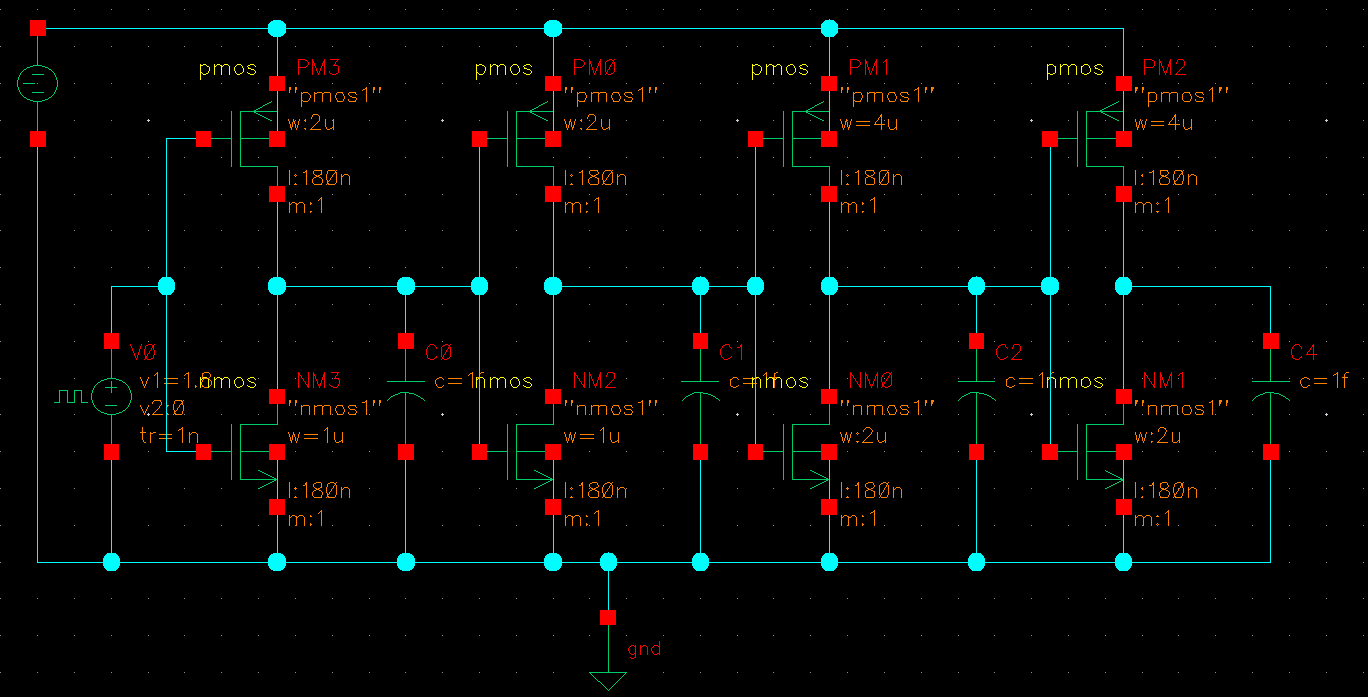 pmos PM3
"pmos1"
w:2u
l:180n
m:1
pmos PM0
"pmos1"
w:2u
l:180n
m:1
pmos PM1
"pmos1"
w=4u
l:180n
m:1
pmos PM2
"pmos1"
w=4u
l:180n
m:1
V0
v1=1.8
v2:0
tr=1n
nmos NM3
"nmos1"
w=1u
l:180n
m:1
C0
c=1f
nmos NM2
"nmos1"
w=1u
l:180n
m:1
C1
c=1f
nmos NM0
"nmos1"
w:2u
l:180n
m:1
C2
c=1f
nmos NM1
"nmos1"
w:2u
l:180n
m:1
C4
c=1f
gnd